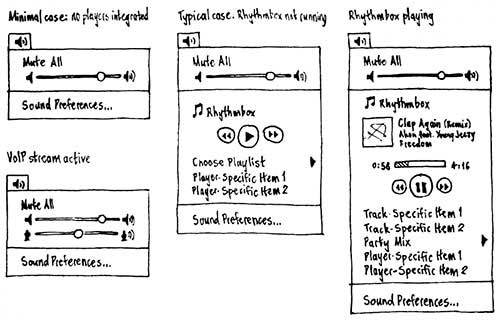 Minimal case: no players integrated
Mute All
Sound Preferences...
VoIP stream active
Mute All
Sound Preferences...
Typical case. Rhythmbox not running
Mute All
Rhythmbox
Choose Playlist
Player-Specific Item 1
Player-Specific Item 2
Sound Preferences...
Rhythmbox playing
Mute All
Rhythmbox
Clap Again (Remix)
Akon feat. Young Jeezy
Freedom
0:58 4:16
Track-Specific Item 1
Track-Specific Item 2
Party Mix
Player-Specific Item 1
Player-Specific Item 2
Sound Preferences...